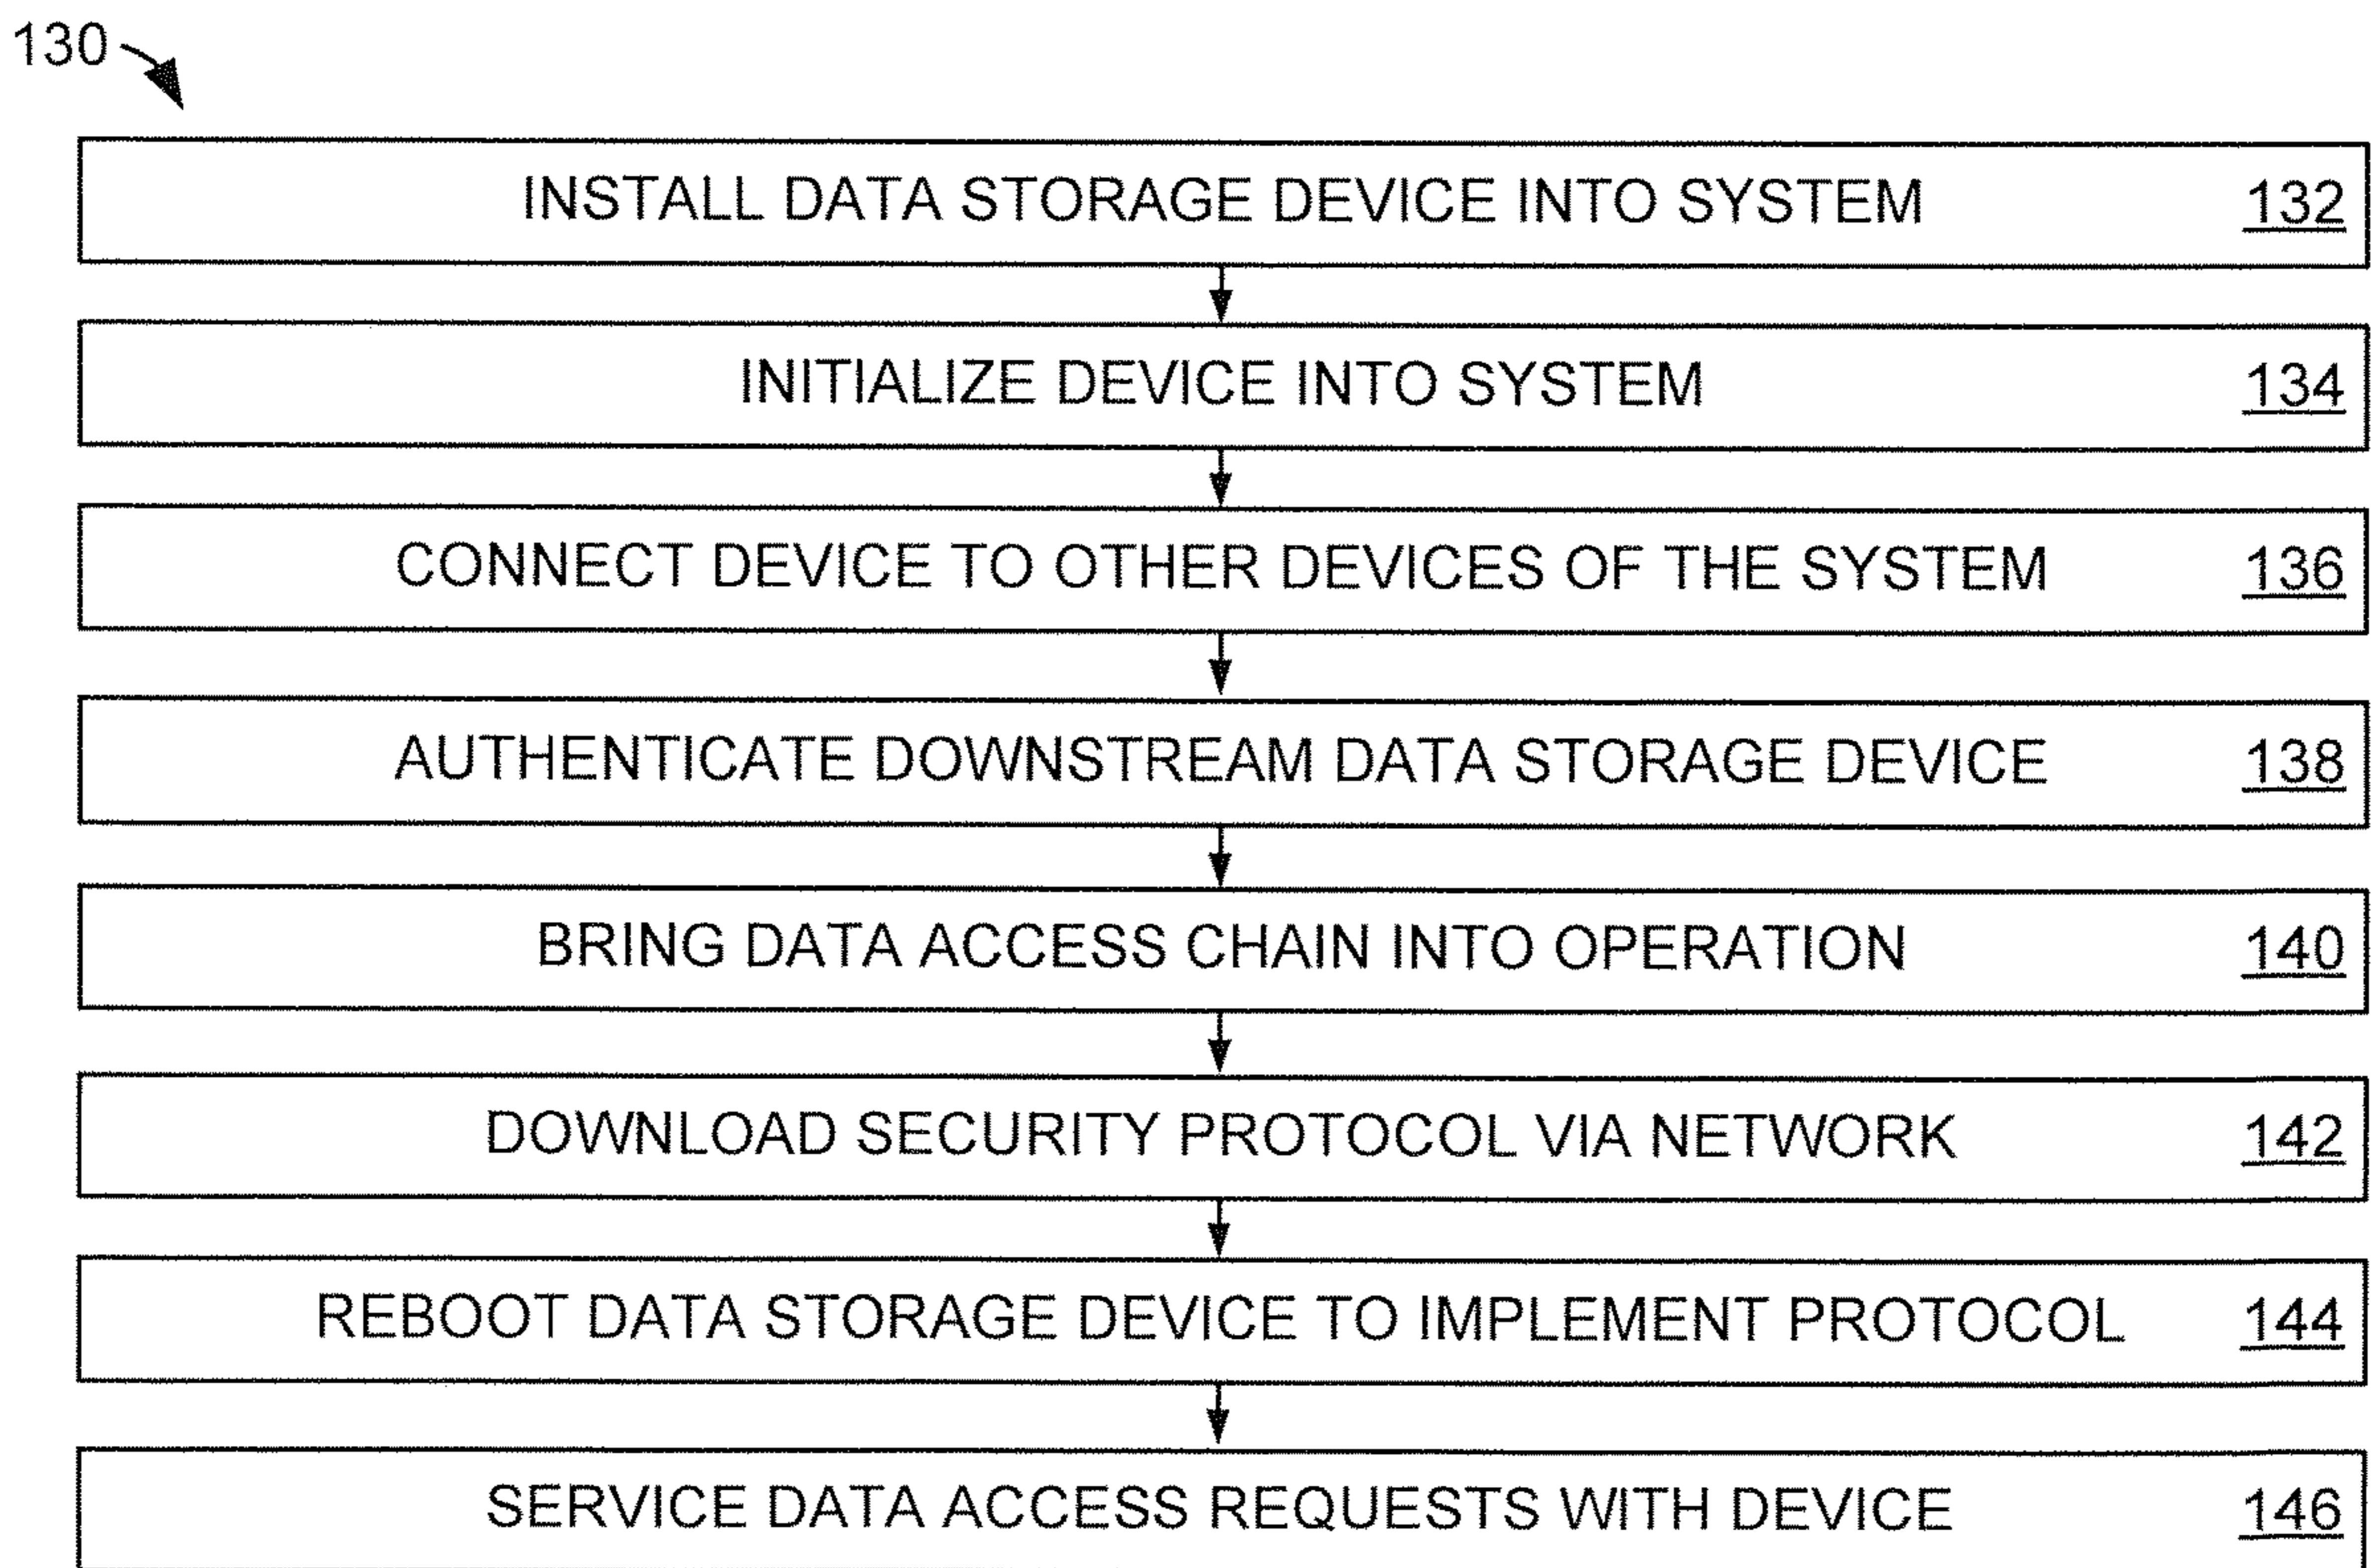 130
INSTALL DATA STORAGE DEVICE INTO SYSTEM 132
INITIALIZE DEVICE INTO SYSTEM 134
CONNECT DEVICE TO OTHER DEVICES OF THE SYSTEM 136
AUTHENTICATE DOWNSTREAM DATA STORAGE DEVICE 138
BRING DATA ACCESS CHAIN INTO OPERATION 140
DOWNLOAD SECURITY PROTOCOL VIA NETWORK 142
REBOOT DATA STORAGE DEVICE TO IMPLEMENT PROTOCOL 144
SERVICE DATA ACCESS REQUESTS WITH DEVICE 146